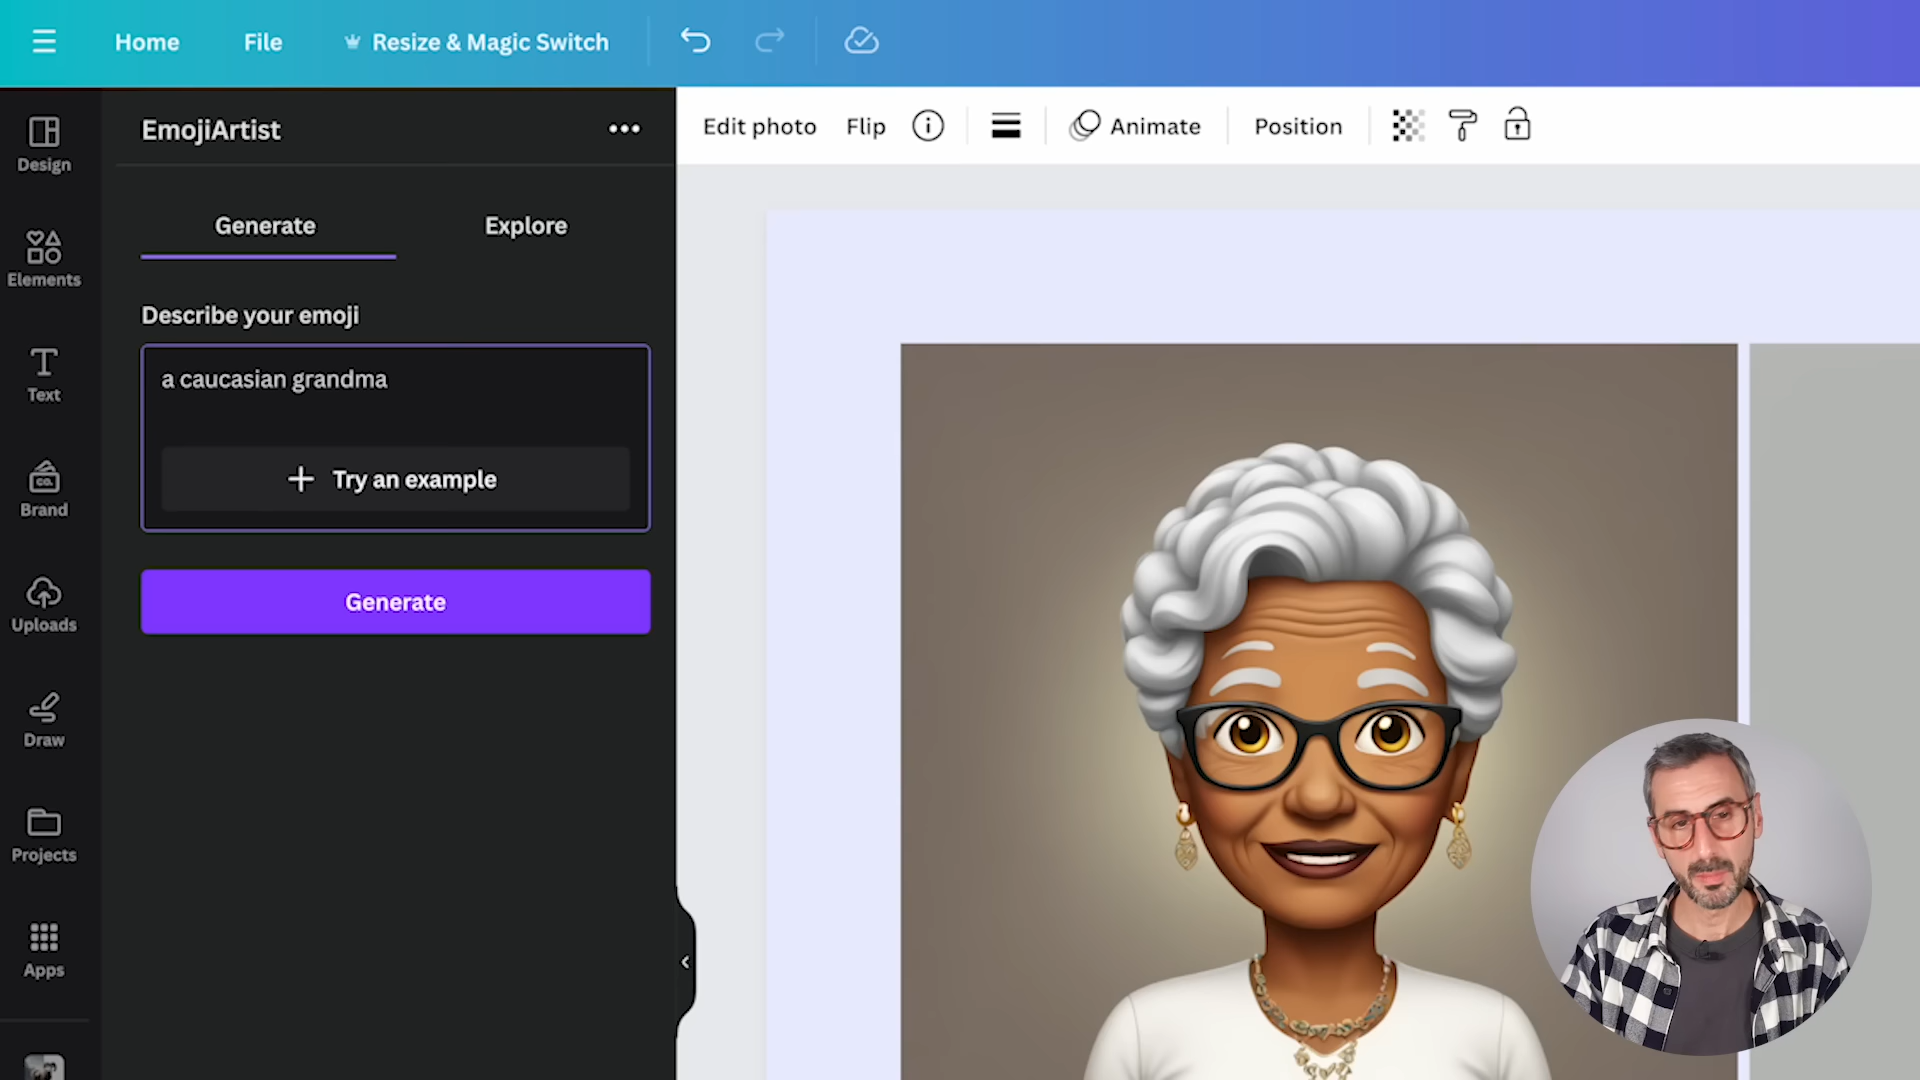 Home File Resize & Magic Switch
EmojiArtist
Edit photo Flip Animate Position
Design
Generate Explore
Elements
Describe your emoji
a caucasian grandma
Text
Try an example
CO.
Brand
Generate
Uploads
Draw
Projects
Apps